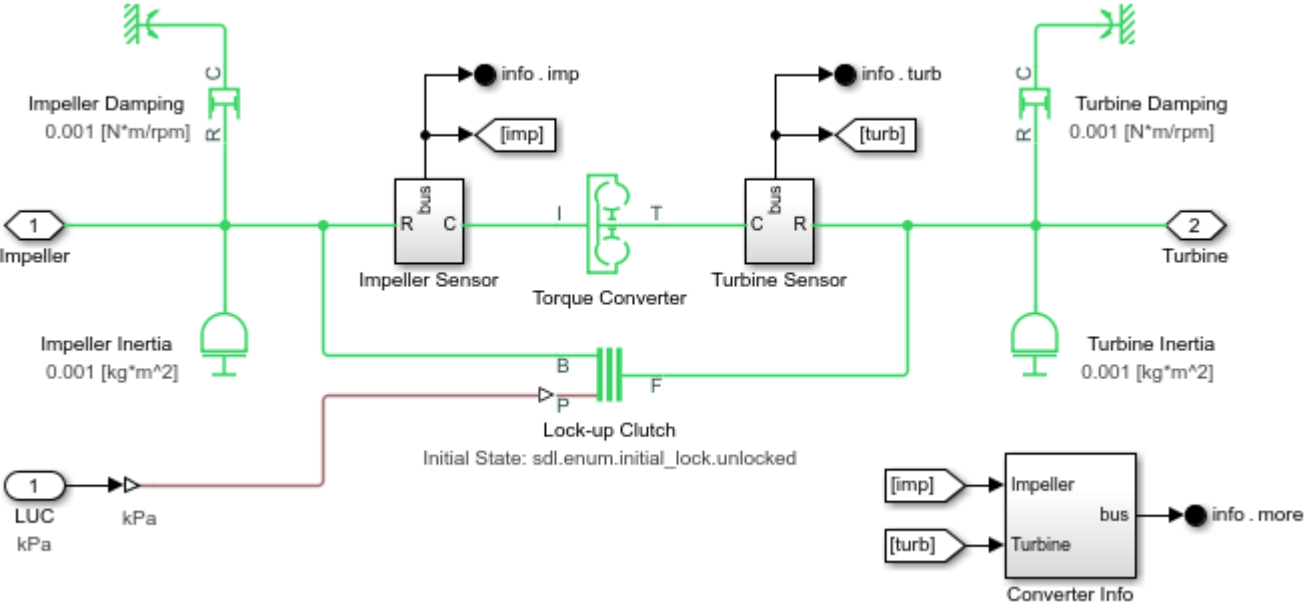 C
C
info . imp
info . turb
Impeller Damping
0.001 [N*m/rpm]
R
[imp]
[turb]
R
Turbine Damping
0.001 [N*m/rpm]
bus
bus
1
Impeller
R
C
I
T
C
R
2
Turbine
Impeller Sensor
Torque Converter
Turbine Sensor
Impeller Inertia
0.001 [kg*m^2]
B
P
F
Turbine Inertia
0.001 [kg*m^2]
Lock-up Clutch
Initial State: sdl.enum.initial_lock.unlocked
1
LUC
kPa
kPa
[imp]
[turb]
Impeller
bus
Turbine
info . more
Converter Info